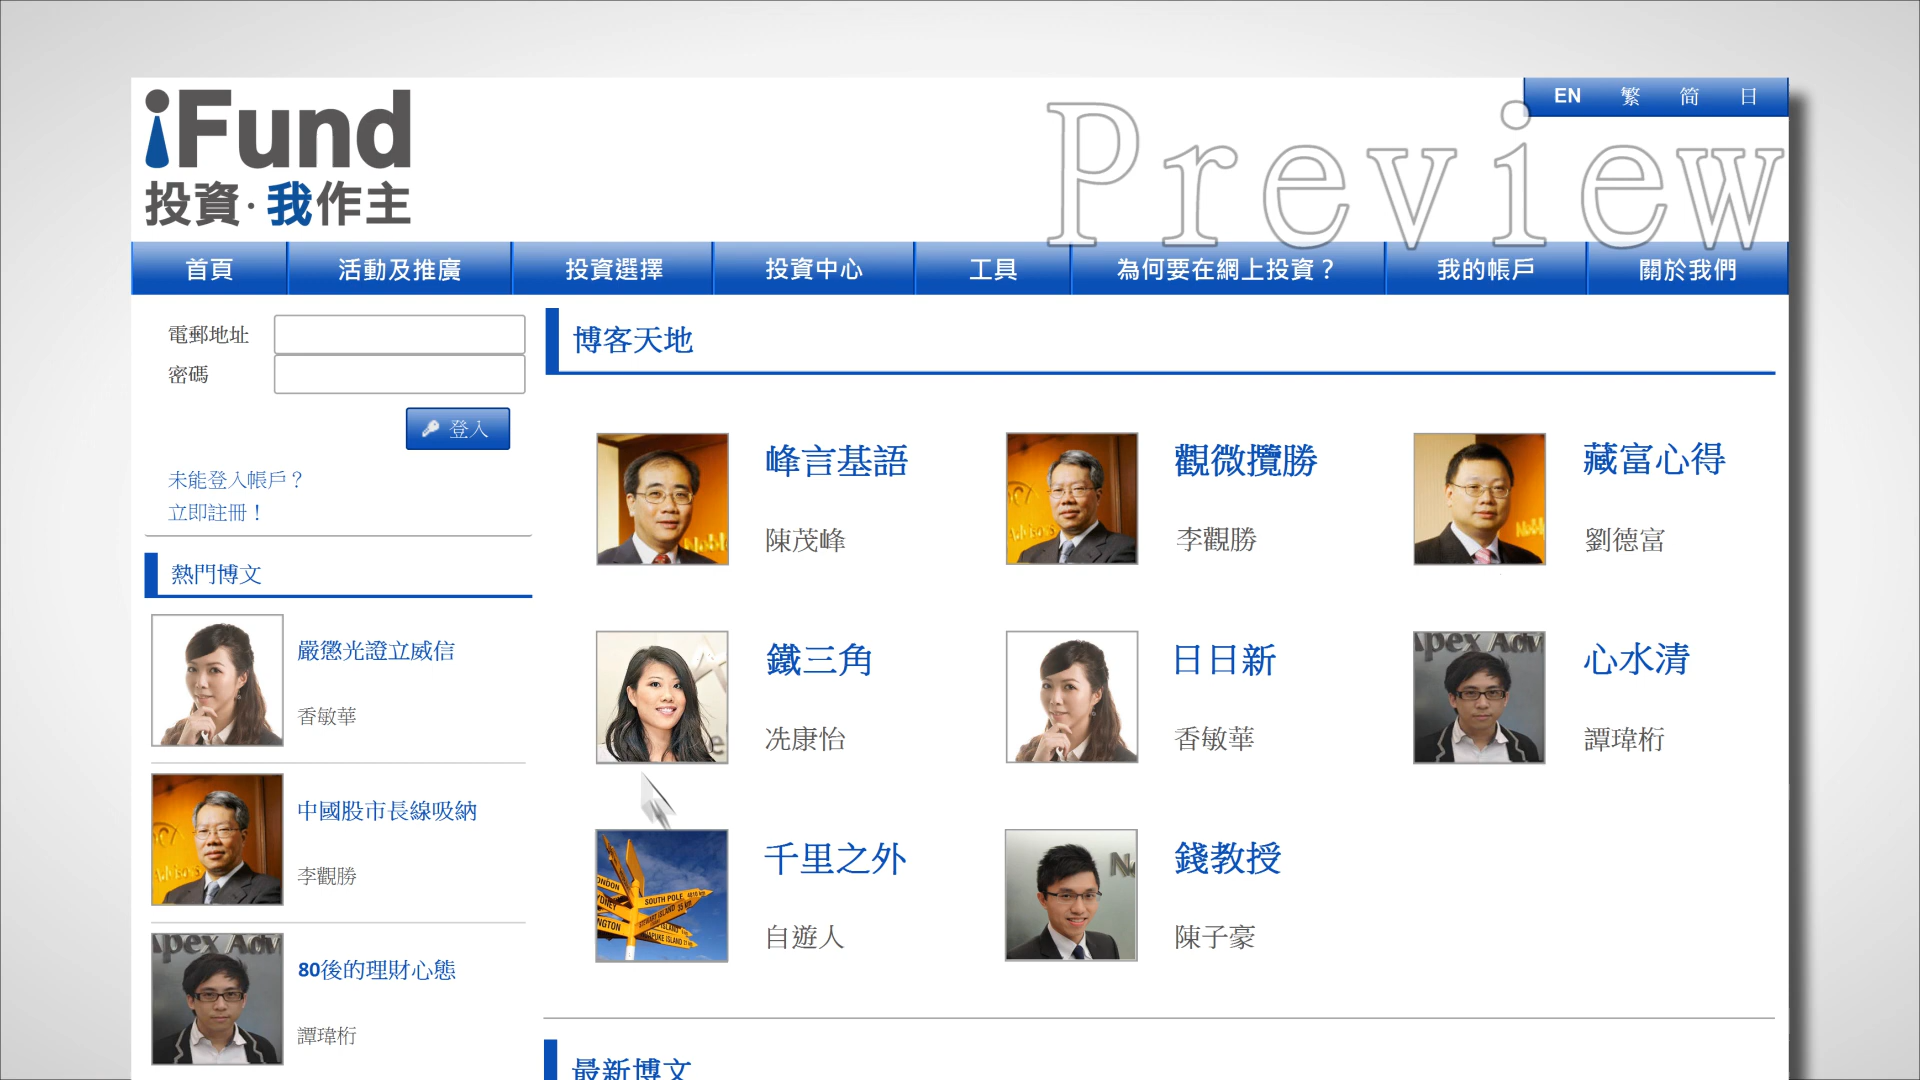 iFund
投資·我作主
Preview
EN 繁 简 日
首頁 活動及推廣 投資選擇 投資中心 工具 為何要在網上投資？ 我的帳戶 關於我們
電郵地址
密碼
登入
未能登入帳戶？
立即註冊！
熱門博文
嚴懲光證立威信
香敏華
中國股市長線吸納
李觀勝
80後的理財心態
譚瑋桁
博客天地
峰言基語
陳茂峰
觀微攬勝
李觀勝
藏富心得
劉德富
鐵三角
冼康怡
日日新
香敏華
心水清
譚瑋桁
千里之外
自遊人
錢教授
陳子豪
最新博文